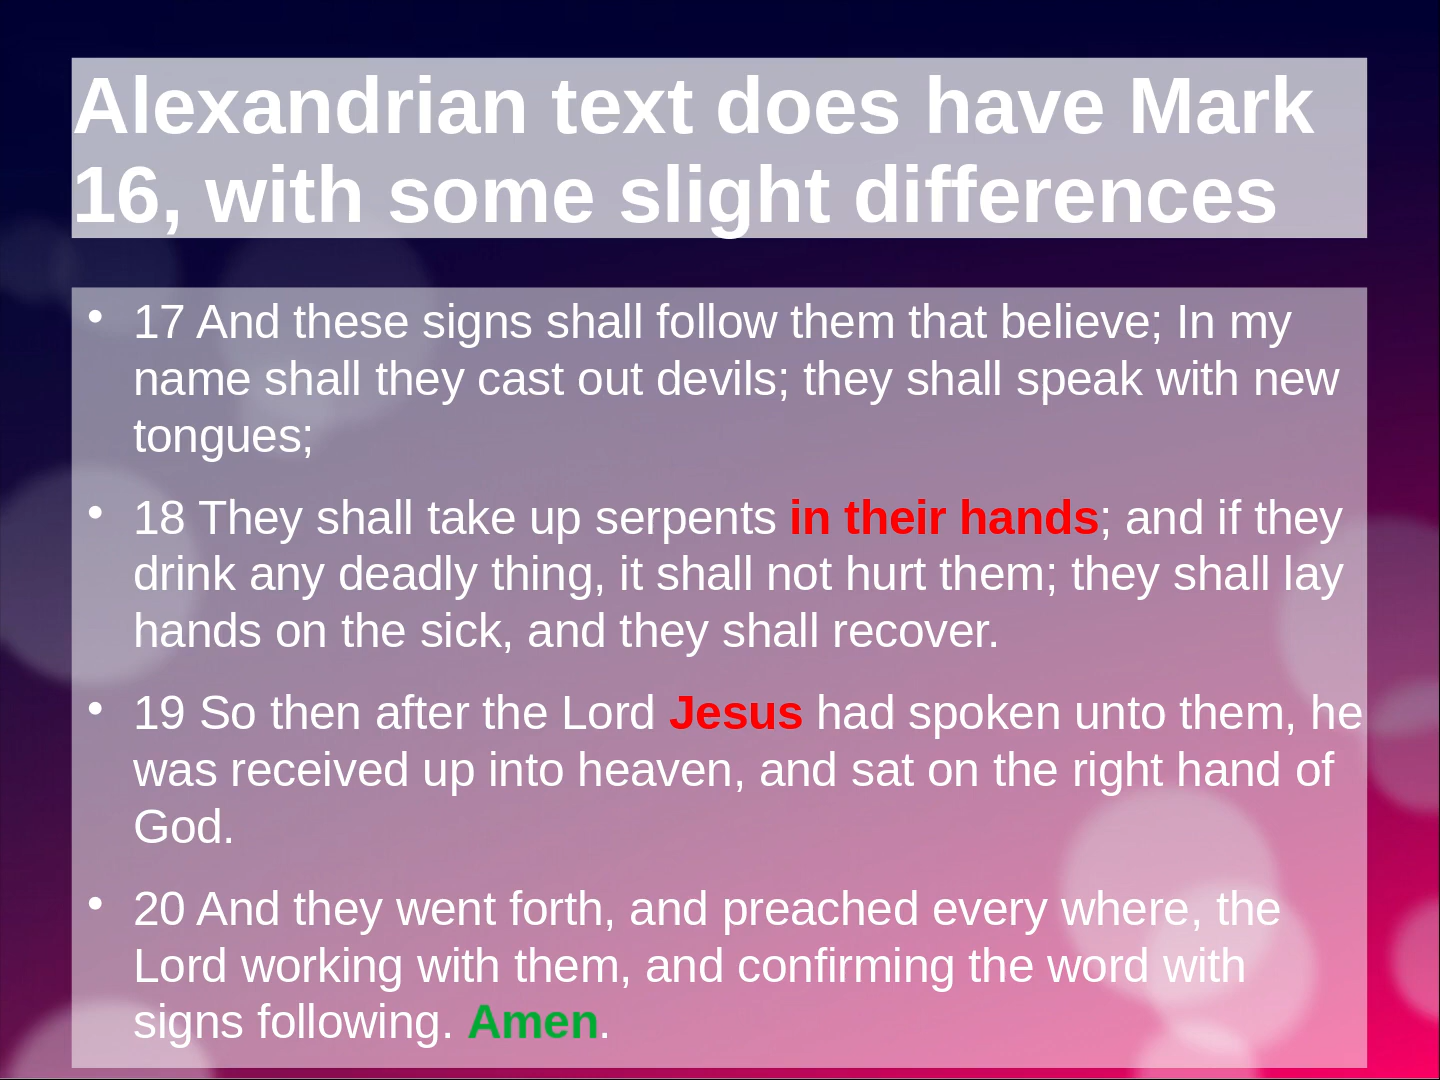 Alexandrian text does have Mark
16, with some slight differences
• 17 And these signs shall follow them that believe; In my
name shall they cast out devils; they shall speak with new
tongues;
• 18 They shall take up serpents in their hands; and if they
drink any deadly thing, it shall not hurt them; they shall lay
hands on the sick, and they shall recover.
• 19 So then after the Lord Jesus had spoken unto them, he
was received up into heaven, and sat on the right hand of
God.
• 20 And they went forth, and preached every where, the
Lord working with them, and confirming the word with
signs following. Amen.